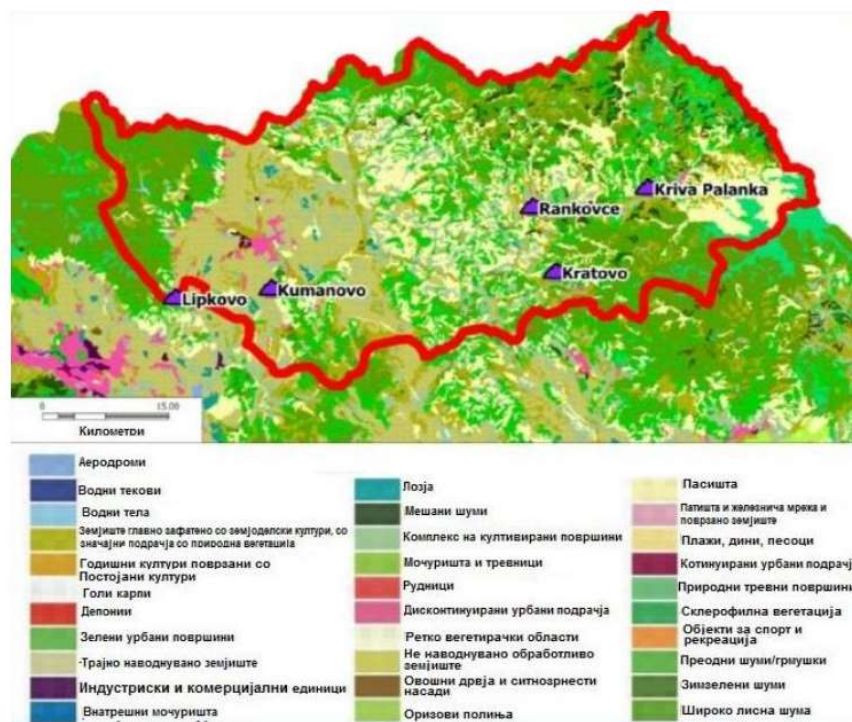 Kriva Palanka
Rankovce
Kratovo
Kumanovo
Lipkovo
0 15.00
Километри
Аеродроми
Водни текови
Водни тела
Земјиште главно зафатено со земјоделски култури, со
значајни подрачја со природна вегетација
Годишни култури поврзани со
Постојани култури
Голи карпи
Депонии
Зелени урбани површини
-Трајно наводнувано земјиште
Индустриски и комерцијални единици
Внатрешни мочуришта
Лозја
Мешани шуми
Комплекс на култивирани површини
Мочуришта и тревници
Рудници
Дисконтинуирани урбани подрачја
Ретко вегетирачки области
Не наводнувано обработливо
земјиште
Овошни дрвја и ситнозрнести
насади
Оризови полиња
Пасишта
Патишта и железничка мрежа и
поврзано земјиште
Плажи, дини, песоци
Котинуирани урбани подрачј
Природни тревни површини
Склерофилна вегетација
Објекти за спорт и
рекреација
Преодни шуми/грмушки
Зимзелени шуми
Широко лисна шума